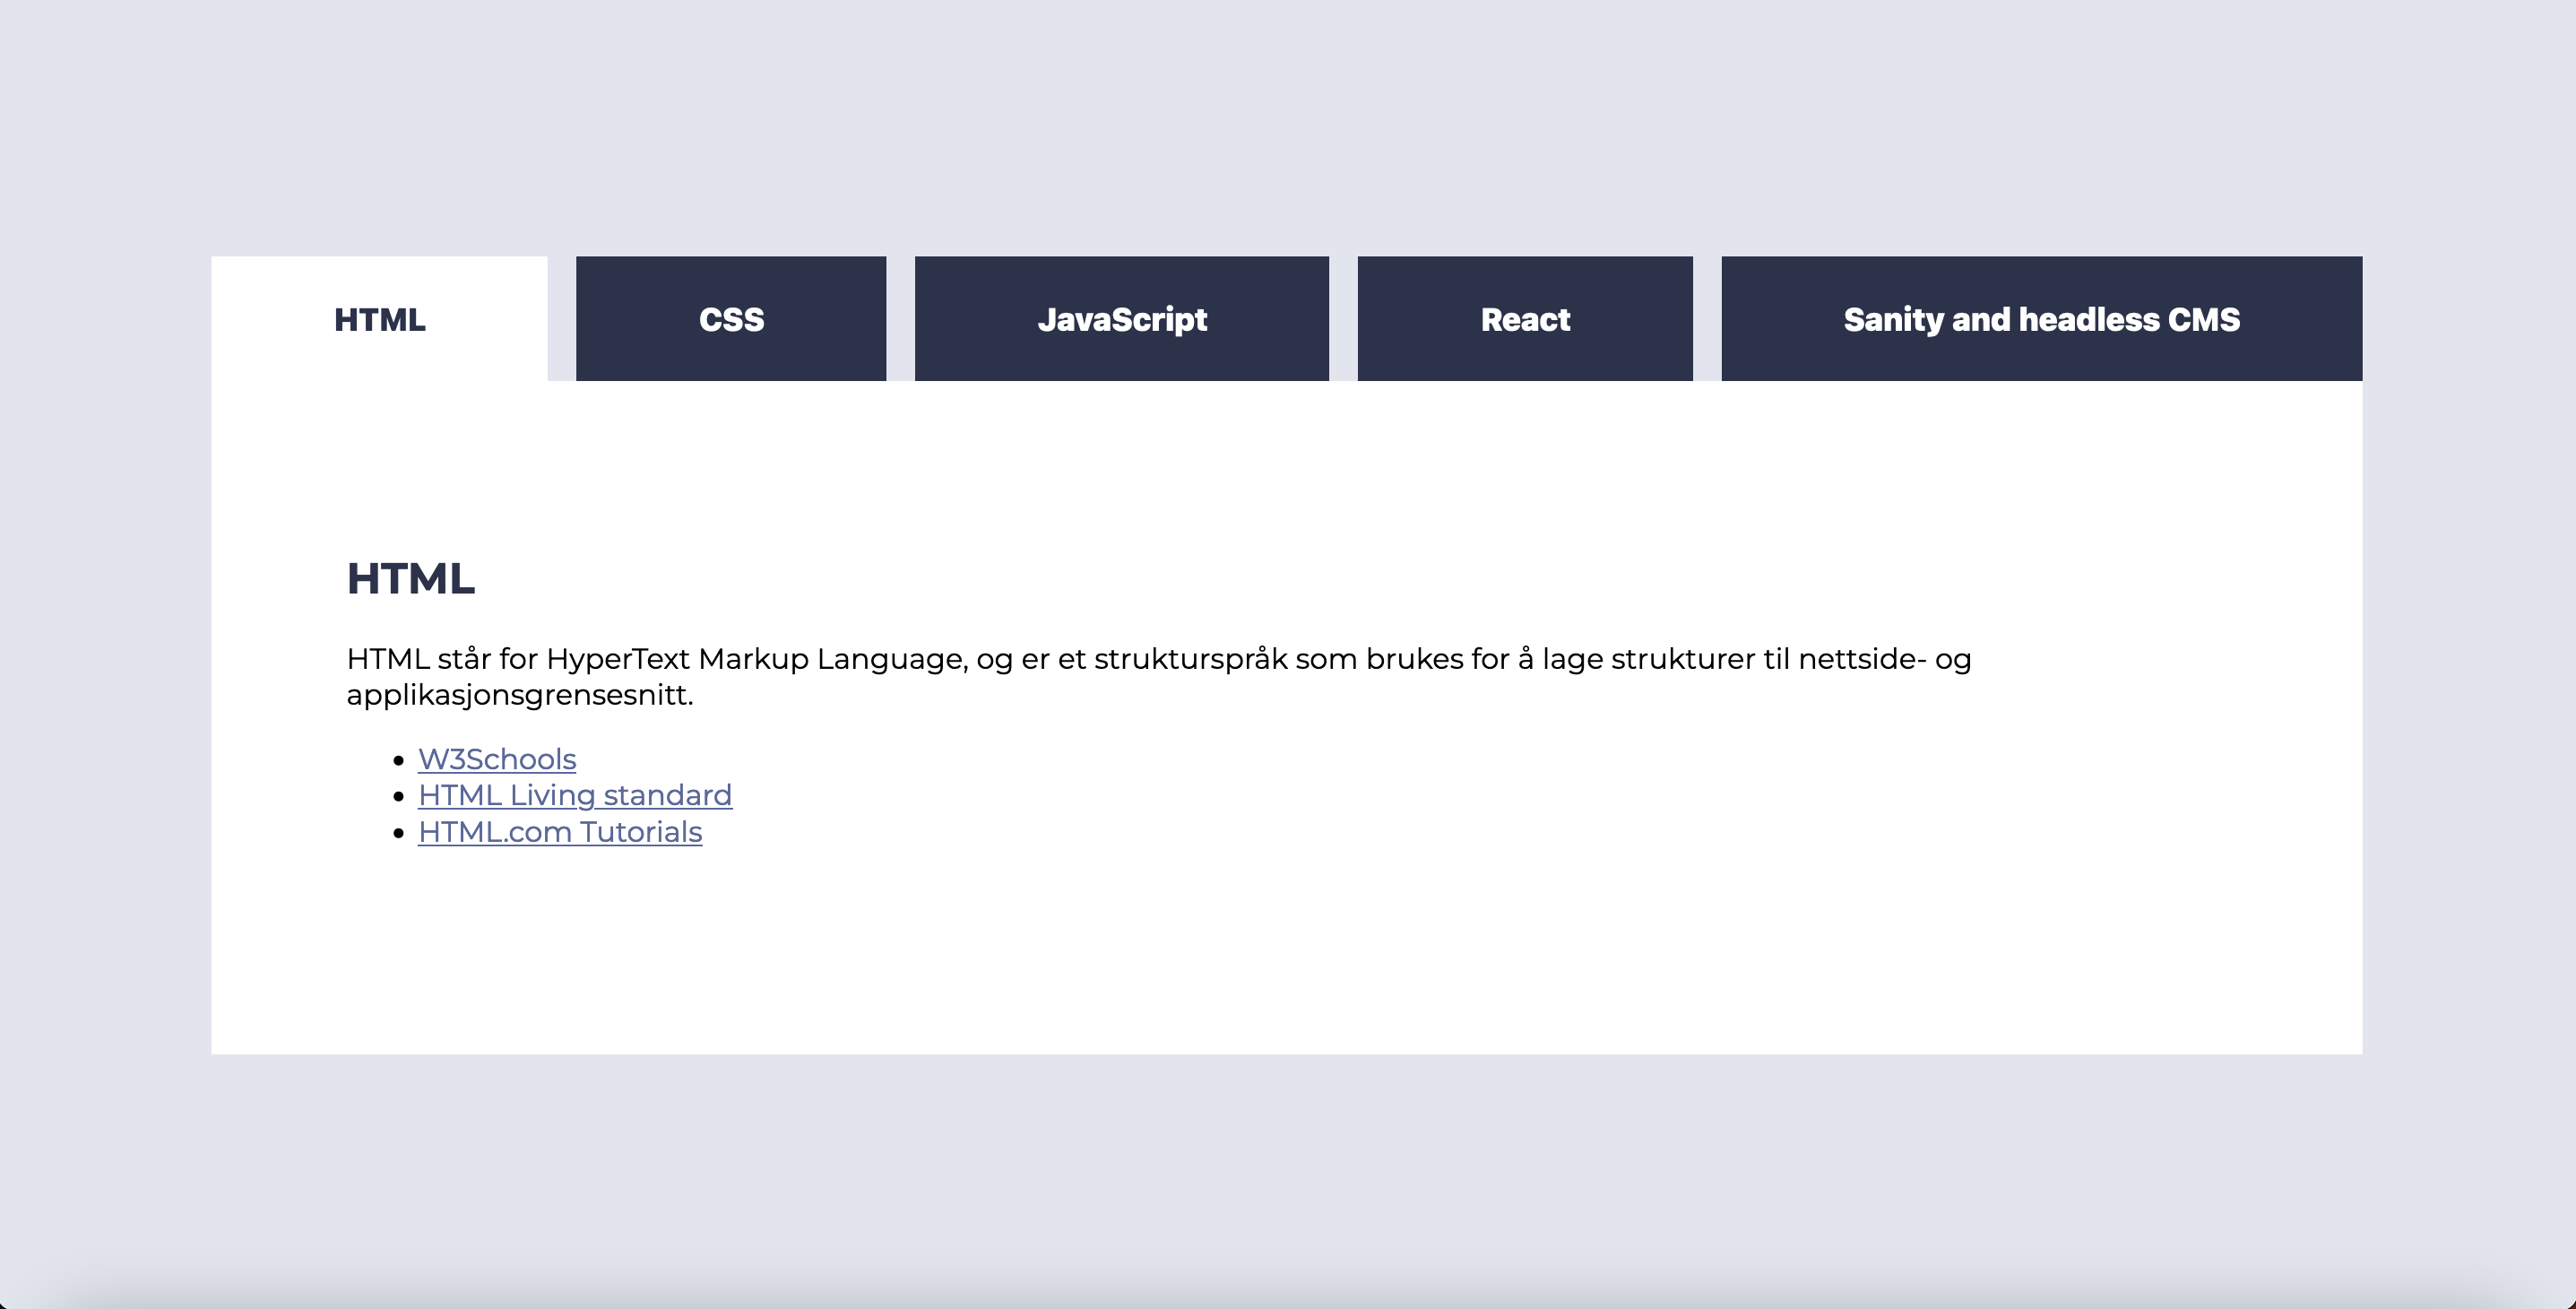 HTML CSS JavaScript React Sanity and headless CMS
HTML
HTML står for HyperText Markup Language, og er et strukturspråk som brukes for å lage strukturer til nettside- og
applikasjonsgrensesnitt.
W3Schools
HTML Living standard
HTML.com Tutorials